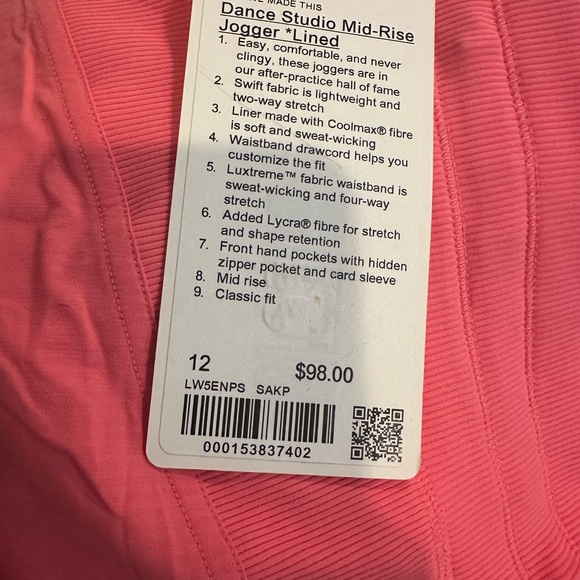 MADE THIS
Dance Studio Mid-Rise
Jogger *Lined
1. Easy, comfortable, and never
clingy, these joggers are in
our after-practice hall of fame
2. Swift fabric is lightweight and
two-way stretch
3. Liner made with Coolmax® fibre
is soft and sweat-wicking
4. Waistband drawcord helps you
customize the fit
5. Luxtreme™ fabric waistband is
sweat-wicking and four-way
stretch
6. Added Lycra® fibre for stretch
and shape retention
7. Front hand pockets with hidden
zipper pocket and card sleeve
8. Mid rise
9. Classic fit
12 $98.00
LW5ENPS SAKP
000153837402